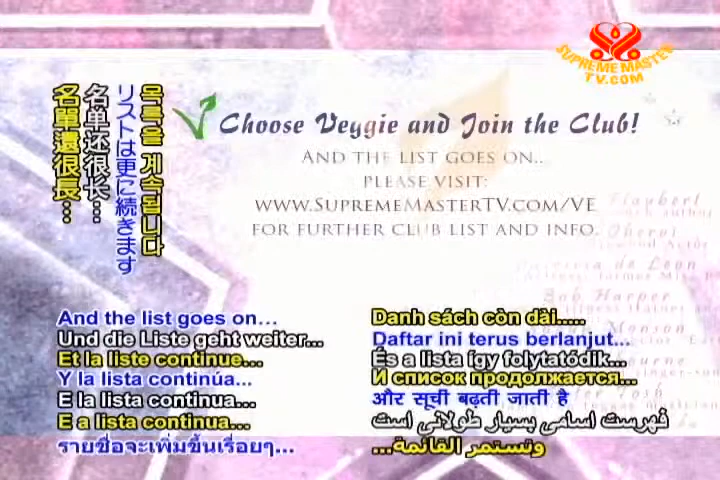 SUPREME MASTER
TV.COM
목록은 계속됩니다
リストは更に続きます
名单还很长…
名單還很長…
Choose Veggie and Join the Club!
AND THE LIST GOES ON..
PLEASE VISIT:
WWW.SUPREMEMASTERTV.COM/VE
FOR FURTHER CLUB LIST AND INFO.
Flaubert
Oberoi
de Leon
Bob Harper
Monson
And the list goes on…
Und die Liste geht weiter...
Et la liste continue...
Y la lista continúa...
E la lista continua...
E a lista continua...
รายชื่อจะเพิ่มขึ้นเรื่อยๆ...
Danh sách còn dài.....
Daftar ini terus berlanjut...
És a lista így folytatódik...
И список продолжается...
और सूची बढ़ती जाती है
فهرست اسامی بسیار طولانی است
وتستمر القائمة...